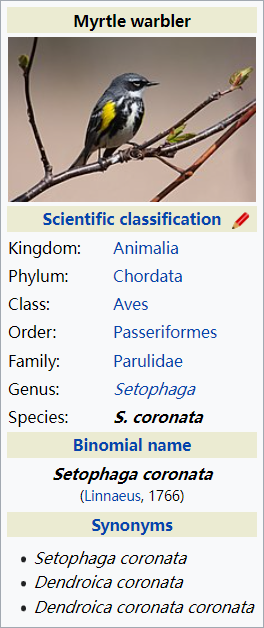 Myrtle warbler
Scientific classification
Kingdom: Animalia
Phylum: Chordata
Class: Aves
Order: Passeriformes
Family: Parulidae
Genus: Setophaga
Species: S. coronata
Binomial name
Setophaga coronata
(Linnaeus, 1766)
Synonyms
• Setophaga coronata
• Dendroica coronata
• Dendroica coronata coronata